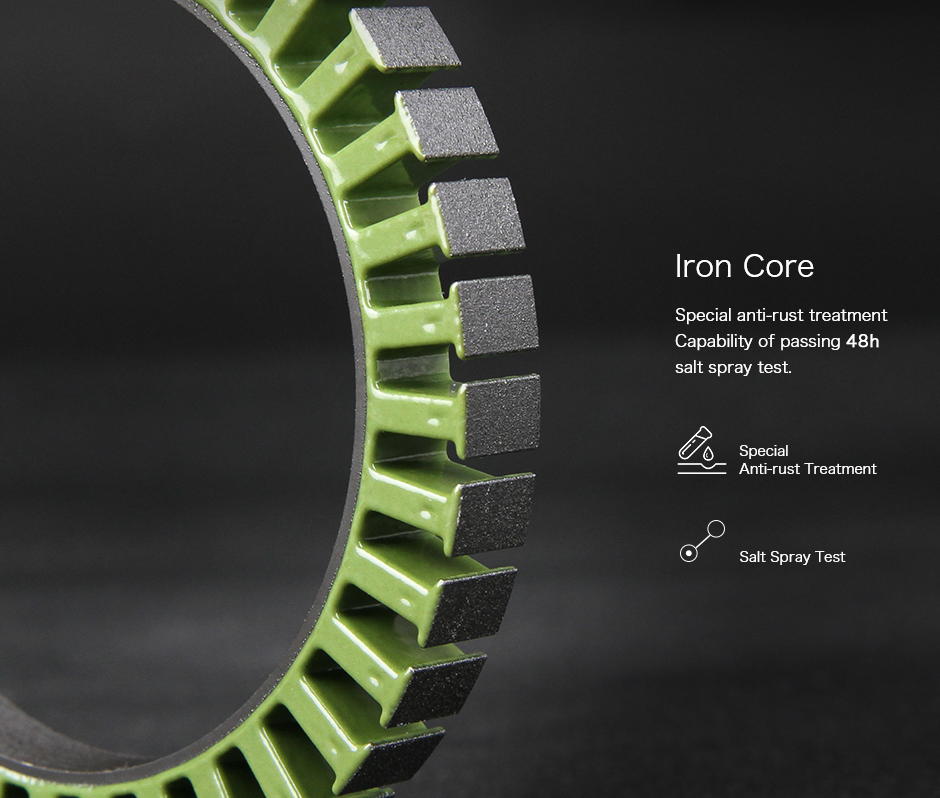 Iron Core
Special anti-rust treatment
Capability of passing 48h
salt spray test.
Special
Anti-rust Treatment
Salt Spray Test